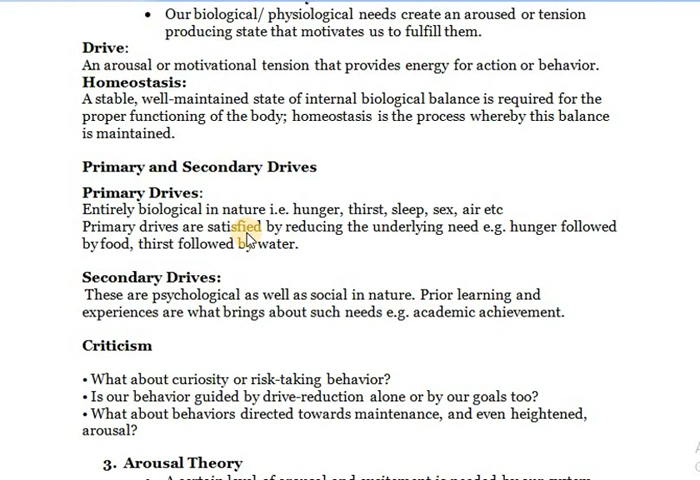 • Our biological/ physiological needs create an aroused or tension
producing state that motivates us to fulfill them.
Drive:
An arousal or motivational tension that provides energy for action or behavior.
Homeostasis:
A stable, well-maintained state of internal biological balance is required for the
proper functioning of the body; homeostasis is the process whereby this balance
is maintained.
Primary and Secondary Drives
Primary Drives:
Entirely biological in nature i.e. hunger, thirst, sleep, sex, air etc
Primary drives are satisfied by reducing the underlying need e.g. hunger followed
by food, thirst followed by water.
Secondary Drives:
These are psychological as well as social in nature. Prior learning and
experiences are what brings about such needs e.g. academic achievement.
Criticism
• What about curiosity or risk-taking behavior?
• Is our behavior guided by drive-reduction alone or by our goals too?
• What about behaviors directed towards maintenance, and even heightened,
arousal?
3. Arousal Theory